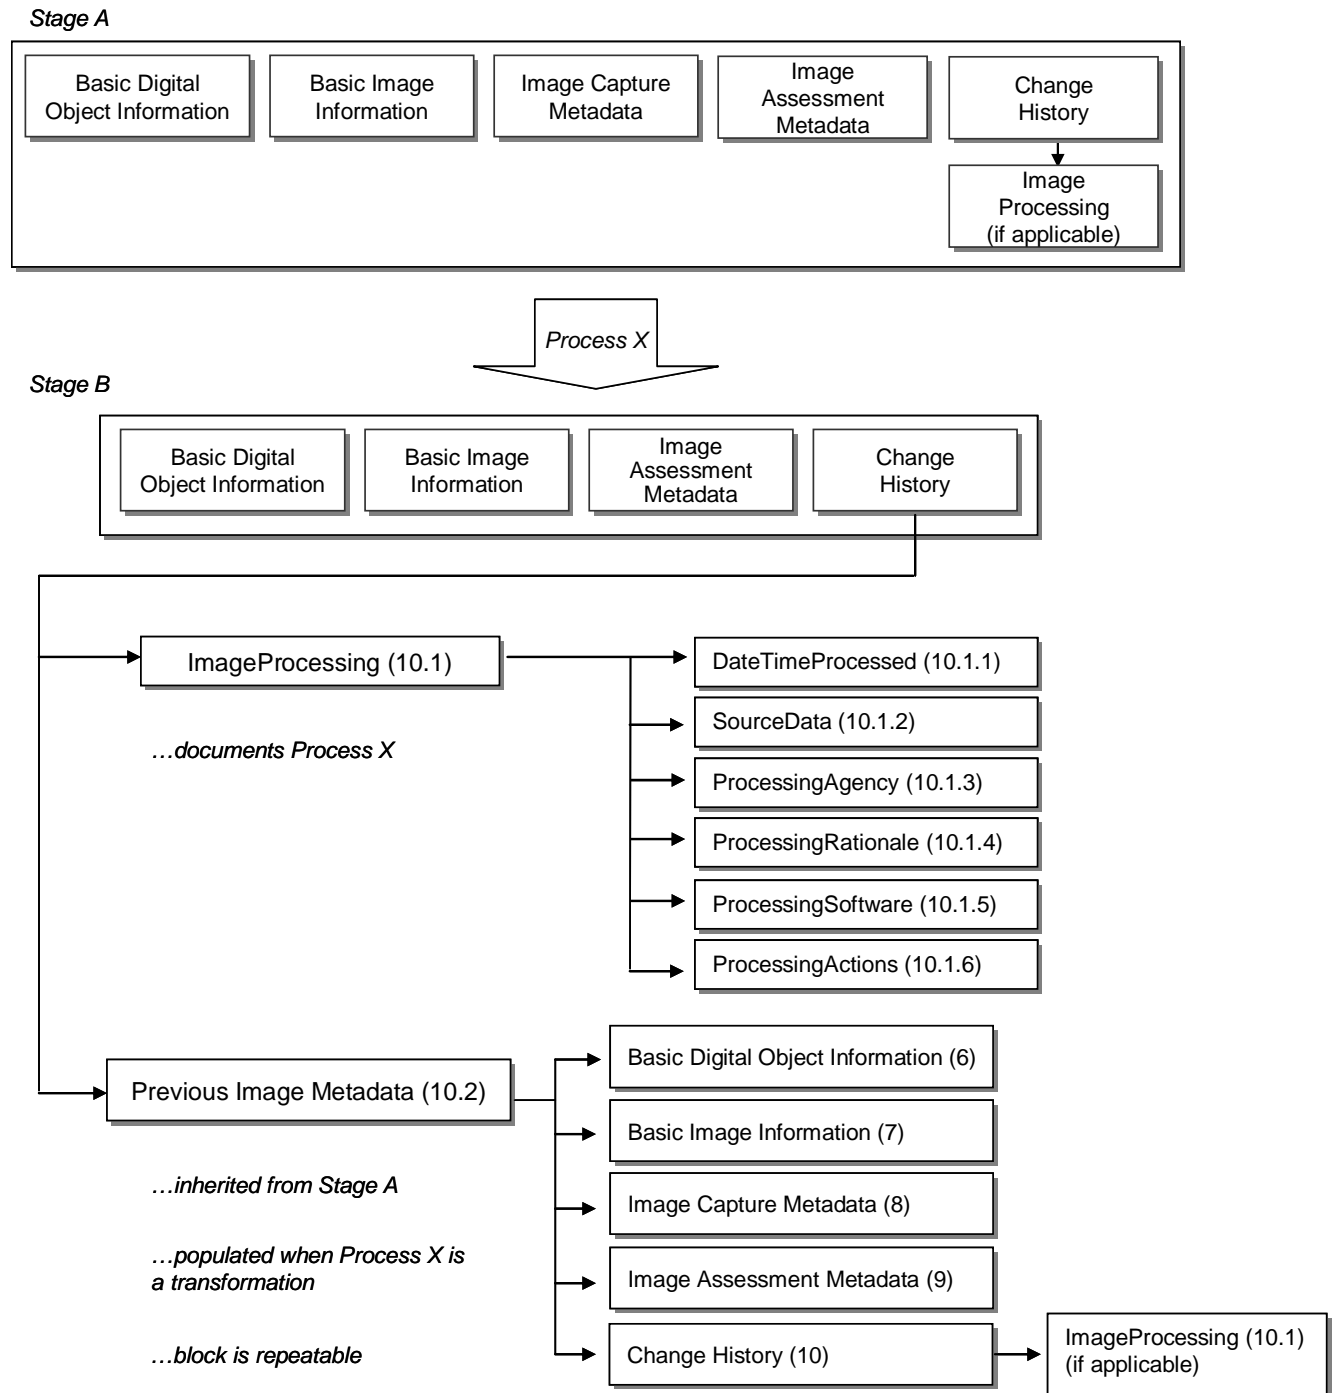 Stage A
Basic Digital
Object Information
Basic Image
Information
Image Capture
Metadata
Image
Assessment
Metadata
Change
History
Image
Processing
(if applicable)
Process X
Stage B
Basic Digital
Object Information
Basic Image
Information
Image
Assessment
Metadata
Change
History
ImageProcessing (10.1)
…documents Process X
DateTimeProcessed (10.1.1)
SourceData (10.1.2)
ProcessingAgency (10.1.3)
ProcessingRationale (10.1.4)
ProcessingSoftware (10.1.5)
ProcessingActions (10.1.6)
Previous Image Metadata (10.2)
…inherited from Stage A
…populated when Process X is
a transformation
…block is repeatable
Basic Digital Object Information (6)
Basic Image Information (7)
Image Capture Metadata (8)
Image Assessment Metadata (9)
Change History (10)
ImageProcessing (10.1)
(if applicable)